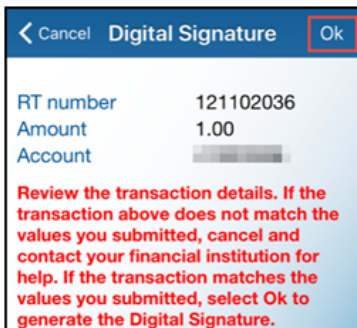 Cancel Digital Signature Ok
RT number 121102036
Amount 1.00
Account
Review the transaction details. If the
transaction above does not match the
values you submitted, cancel and
contact your financial institution for
help. If the transaction matches the
values you submitted, select Ok to
generate the Digital Signature.